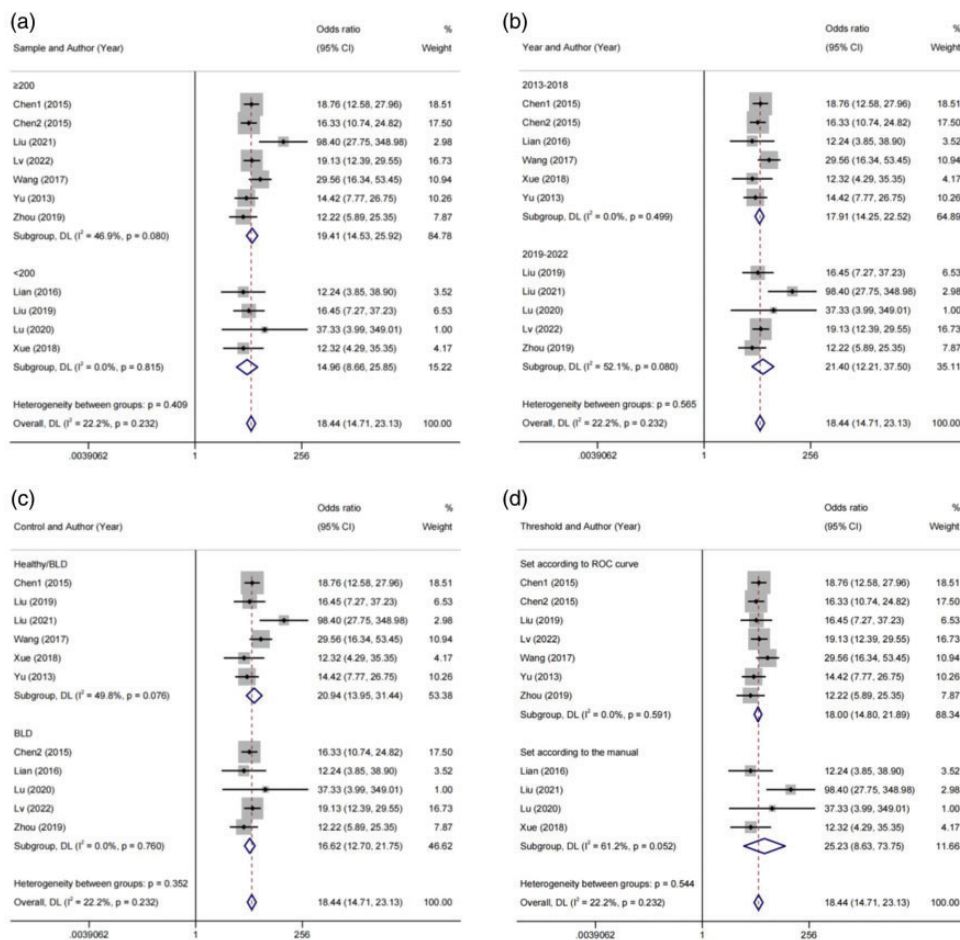 (a)
Odds ratio %
Sample and Author (Year) (95% CI) Weight
≥200
Chen1 (2015) 18.76 (12.58, 27.96) 18.51
Chen2 (2015) 16.33 (10.74, 24.82) 17.50
Liu (2021) 98.40 (27.75, 348.98) 2.98
Lv (2022) 19.13 (12.39, 29.55) 16.73
Wang (2017) 29.56 (16.34, 53.45) 10.94
Yu (2013) 14.42 (7.77, 26.75) 10.26
Zhou (2019) 12.22 (5.89, 25.35) 7.87
Subgroup, DL (I² = 46.9%, p = 0.080) 19.41 (14.53, 25.92) 84.78
<200
Lian (2016) 12.24 (3.85, 38.90) 3.52
Liu (2019) 16.45 (7.27, 37.23) 6.53
Lu (2020) 37.33 (3.99, 349.01) 1.00
Xue (2018) 12.32 (4.29, 35.35) 4.17
Subgroup, DL (I² = 0.0%, p = 0.815) 14.96 (8.66, 25.85) 15.22
Heterogeneity between groups: p = 0.409
Overall, DL (I² = 22.2%, p = 0.232) 18.44 (14.71, 23.13) 100.00
.0039062 1 256
(b)
Odds ratio %
Year and Author (Year) (95% CI) Weight
2013-2018
Chen1 (2015) 18.76 (12.58, 27.96) 18.51
Chen2 (2015) 16.33 (10.74, 24.82) 17.50
Lian (2016) 12.24 (3.85, 38.90) 3.52
Wang (2017) 29.56 (16.34, 53.45) 10.94
Xue (2018) 12.32 (4.29, 35.35) 4.17
Yu (2013) 14.42 (7.77, 26.75) 10.26
Subgroup, DL (I² = 0.0%, p = 0.499) 17.91 (14.25, 22.52) 64.89
2019-2022
Liu (2019) 16.45 (7.27, 37.23) 6.53
Liu (2021) 98.40 (27.75, 348.98) 2.98
Lu (2020) 37.33 (3.99, 349.01) 1.00
Lv (2022) 19.13 (12.39, 29.55) 16.73
Zhou (2019) 12.22 (5.89, 25.35) 7.87
Subgroup, DL (I² = 52.1%, p = 0.080) 21.40 (12.21, 37.50) 35.11
Heterogeneity between groups: p = 0.565
Overall, DL (I² = 22.2%, p = 0.232) 18.44 (14.71, 23.13) 100.00
.0039062 1 256
(c)
Odds ratio %
Control and Author (Year) (95% CI) Weight
Healthy/BLD
Chen1 (2015) 18.76 (12.58, 27.96) 18.51
Liu (2019) 16.45 (7.27, 37.23) 6.53
Liu (2021) 98.40 (27.75, 348.98) 2.98
Wang (2017) 29.56 (16.34, 53.45) 10.94
Xue (2018) 12.32 (4.29, 35.35) 4.17
Yu (2013) 14.42 (7.77, 26.75) 10.26
Subgroup, DL (I² = 49.8%, p = 0.076) 20.94 (13.95, 31.44) 53.38
BLD
Chen2 (2015) 16.33 (10.74, 24.82) 17.50
Lian (2016) 12.24 (3.85, 38.90) 3.52
Lu (2020) 37.33 (3.99, 349.01) 1.00
Lv (2022) 19.13 (12.39, 29.55) 16.73
Zhou (2019) 12.22 (5.89, 25.35) 7.87
Subgroup, DL (I² = 0.0%, p = 0.760) 16.62 (12.70, 21.75) 46.62
Heterogeneity between groups: p = 0.352
Overall, DL (I² = 22.2%, p = 0.232) 18.44 (14.71, 23.13) 100.00
.0039062 1 256
(d)
Odds ratio %
Threshold and Author (Year) (95% CI) Weight
Set according to ROC curve
Chen1 (2015) 18.76 (12.58, 27.96) 18.51
Chen2 (2015) 16.33 (10.74, 24.82) 17.50
Liu (2019) 16.45 (7.27, 37.23) 6.53
Lv (2022) 19.13 (12.39, 29.55) 16.73
Wang (2017) 29.56 (16.34, 53.45) 10.94
Yu (2013) 14.42 (7.77, 26.75) 10.26
Zhou (2019) 12.22 (5.89, 25.35) 7.87
Subgroup, DL (I² = 0.0%, p = 0.591) 18.00 (14.80, 21.89) 88.34
Set according to the manual
Lian (2016) 12.24 (3.85, 38.90) 3.52
Liu (2021) 98.40 (27.75, 348.98) 2.98
Lu (2020) 37.33 (3.99, 349.01) 1.00
Xue (2018) 12.32 (4.29, 35.35) 4.17
Subgroup, DL (I² = 61.2%, p = 0.052) 25.23 (8.63, 73.75) 11.66
Heterogeneity between groups: p = 0.544
Overall, DL (I² = 22.2%, p = 0.232) 18.44 (14.71, 23.13) 100.00
.0039062 1 256